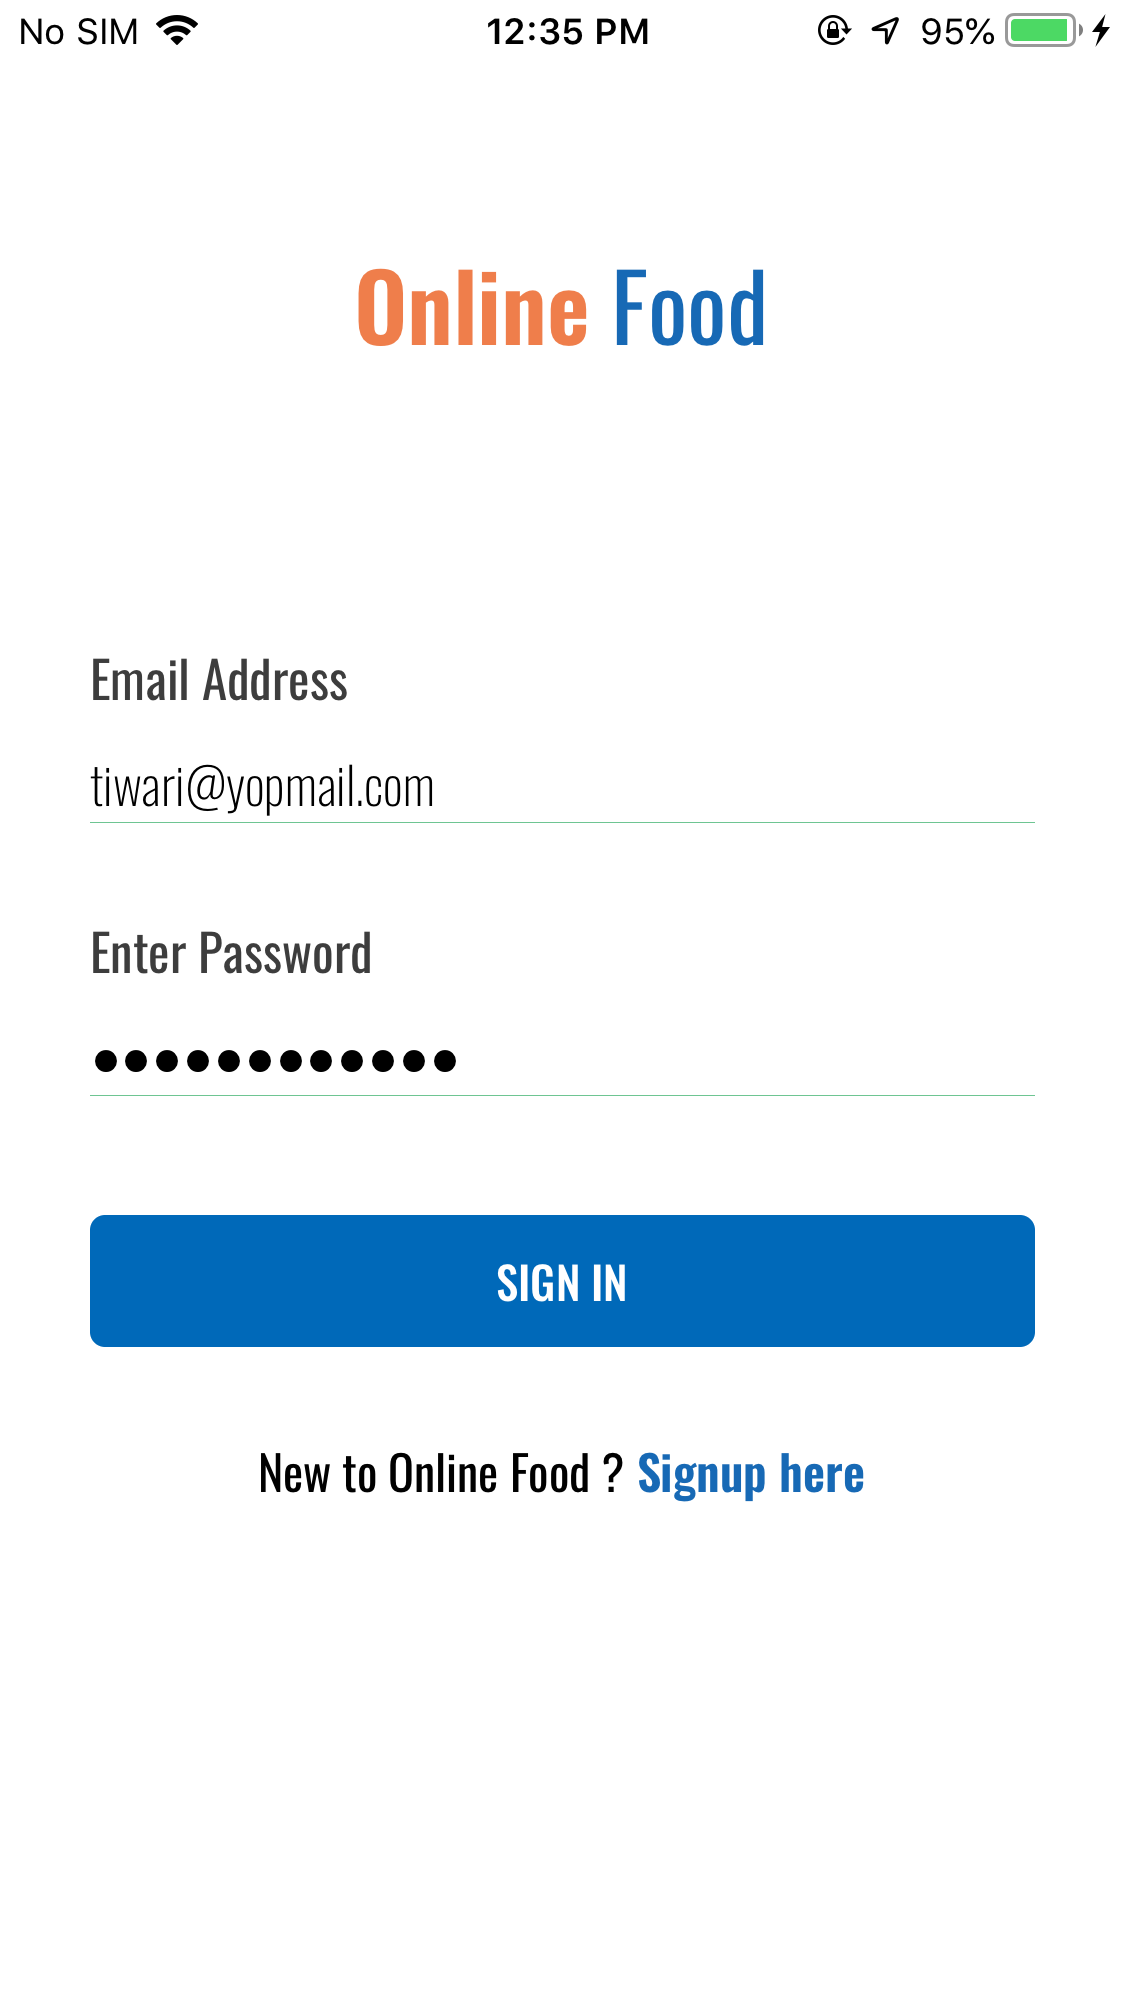 No SIM 12:35 PM 95%
Online Food
Email Address
tiwari@yopmail.com
Enter Password
••••••••••••
SIGN IN
New to Online Food ? Signup here